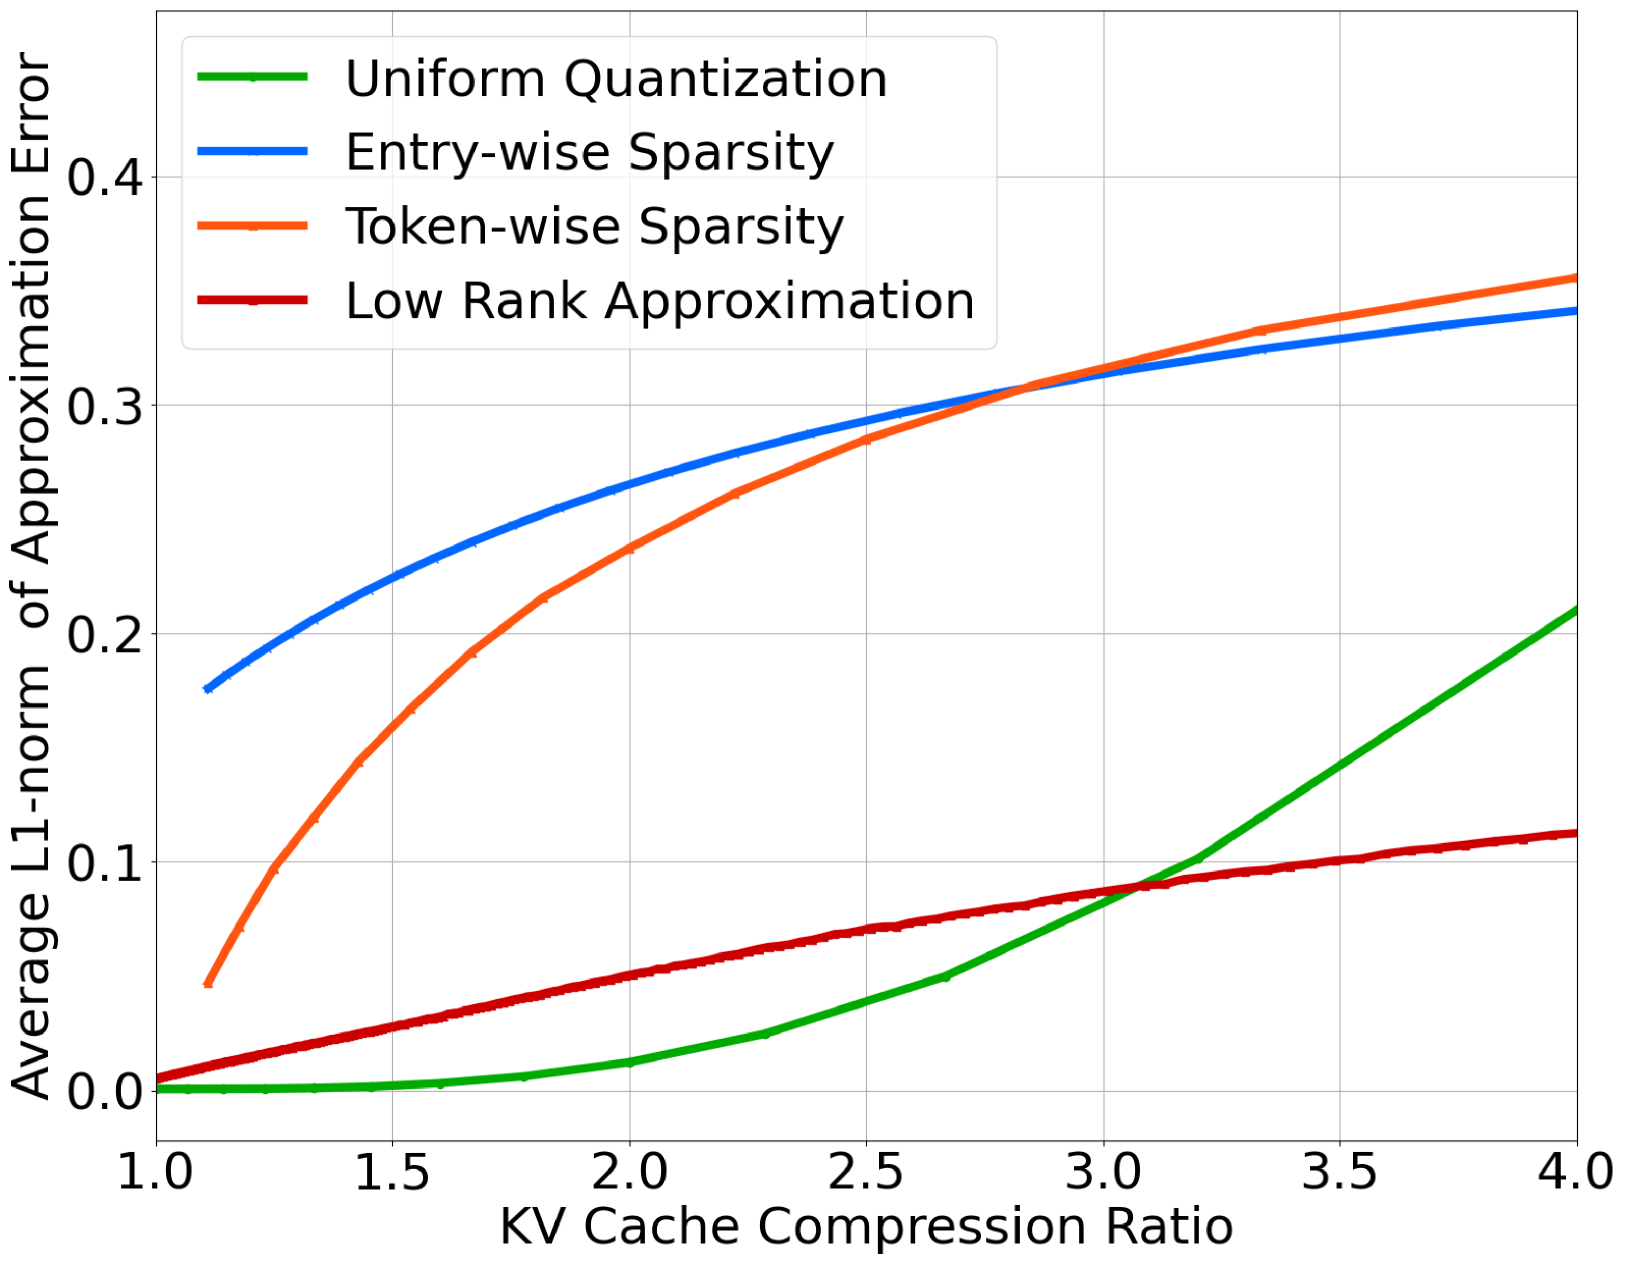 Uniform Quantization
Entry-wise Sparsity
Token-wise Sparsity
Low Rank Approximation
Average L1-norm  of Approximation Error
0.4
0.3
0.2
0.1
0.0
1.0 1.5 2.0 2.5 3.0 3.5 4.0
KV Cache Compression Ratio